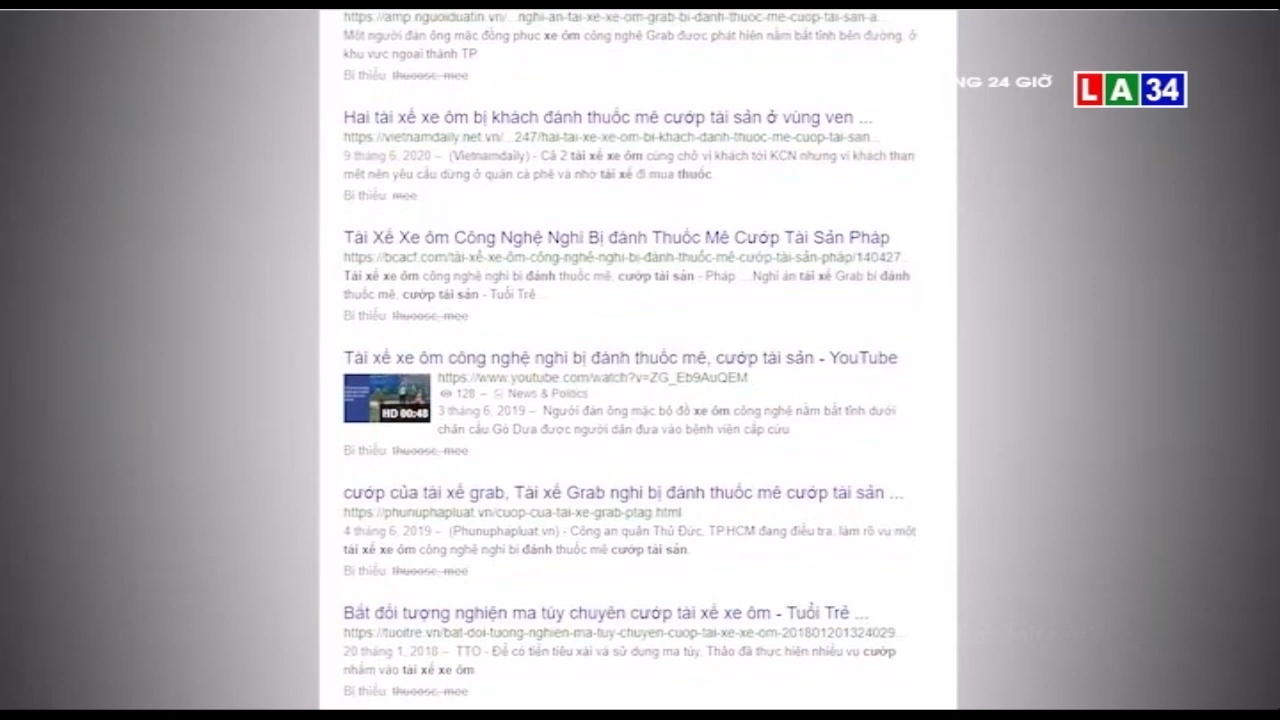 https://amp.nguoiduatin.vn/...nghi-an-tai-xe-xe-om-grab-bi-danh-thuoc-me-cuop-tai-san-a...
Một người đàn ông mặc đồng phục xe ôm công nghệ Grab được phát hiện nằm bất tỉnh bên đường, ở
khu vực ngoại thành TP
Bị thiếu: thuoosc, mee
NG 24 GIỜ
LA34
Hai tài xế xe ôm bị khách đánh thuốc mê cướp tài sản ở vùng ven ...
https://vietnamdaily.net.vn/...247/hai-tai-xe-xe-om-bi-khach-danh-thuoc-me-cuop-tai-san...
9 tháng 6, 2020 – (Vietnamdaily) - Cả 2 tài xế xe ôm cùng chở vị khách tới KCN nhưng vị khách than
mệt nên yêu cầu dừng ở quán cà phê và nhờ tài xế đi mua thuốc.
Bị thiếu: mee
Tài Xế Xe ôm Công Nghệ Nghi Bị đánh Thuốc Mê Cướp Tài Sản Pháp
https://bcacf.com/tài-xế-xe-ôm-công-nghệ-nghi-bị-đánh-thuốc-mê-cướp-tài-sản-pháp/140427...
Tài xế xe ôm công nghệ nghi bị đánh thuốc mê, cướp tài sản - Pháp ... Nghi án tài xế Grab bị đánh
thuốc mê, cướp tài sản - Tuổi Trẻ ...
Bị thiếu: thuoosc, mee
Tài xế xe ôm công nghệ nghi bị đánh thuốc mê, cướp tài sản - YouTube
https://www.youtube.com/watch?v=ZG_Eb9AuQEM
128 – News & Politics
HD 00:48
3 tháng 6, 2019 – Người đàn ông mặc bộ đồ xe ôm công nghệ nằm bất tỉnh dưới
chân cầu Gò Dưa được người dân đưa vào bệnh viện cấp cứu.
Bị thiếu: thuoosc, mee
cướp của tài xế grab, Tài xế Grab nghi bị đánh thuốc mê cướp tài sản ...
https://phunuphapluat.vn/cuop-cua-tai-xe-grab-ptag.html
4 tháng 6, 2019 – (Phunuphapluat.vn) - Công an quận Thủ Đức, TP.HCM đang điều tra, làm rõ vụ một
tài xế xe ôm công nghệ nghi bị đánh thuốc mê cướp tài sản.
Bị thiếu: thuoosc, mee
Bắt đối tượng nghiện ma túy chuyên cướp tài xế xe ôm - Tuổi Trẻ ...
https://tuoitre.vn/bat-doi-tuong-nghien-ma-tuy-chuyen-cuop-tai-xe-xe-om-201801201324029...
20 tháng 1, 2018 – TTO - Để có tiền tiêu xài và sử dụng ma túy, Thảo đã thực hiện nhiều vụ cướp
nhắm vào tài xế xe ôm.
Bị thiếu: thuoosc, mee